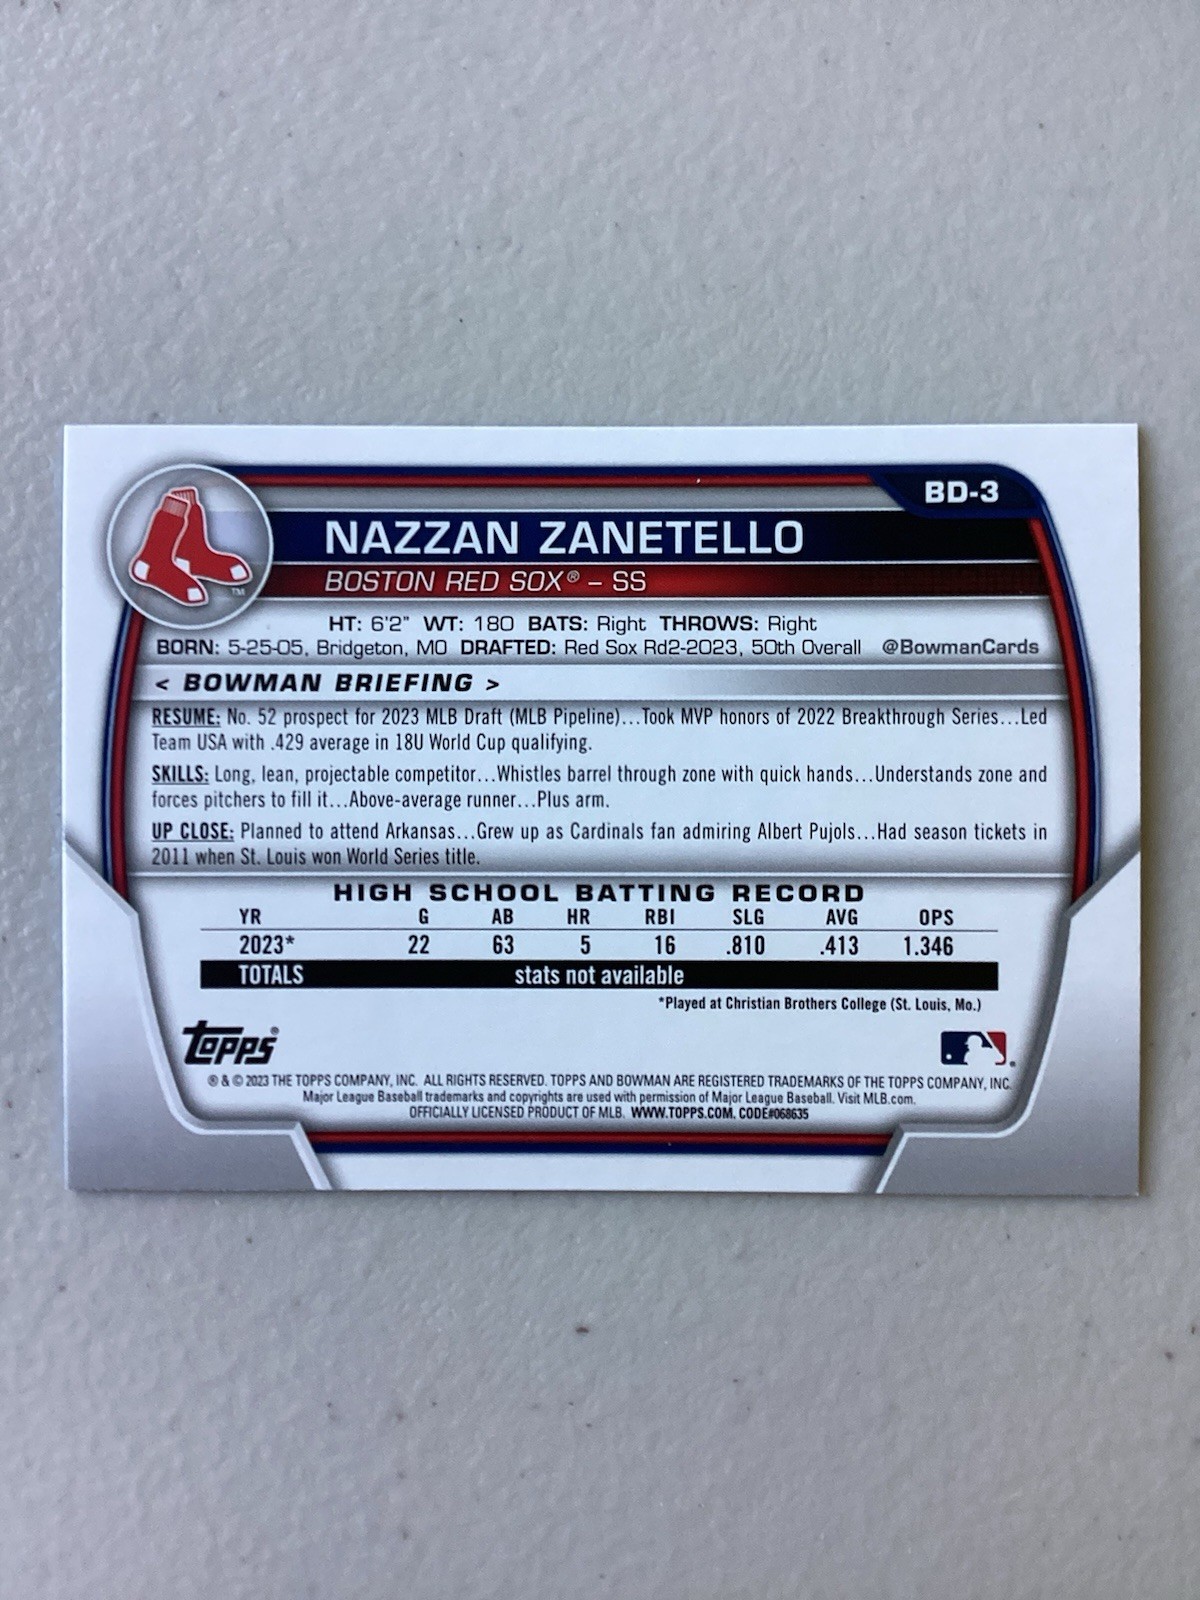 BD-3
NAZZAN ZANETELLO
BOSTON RED SOX® – SS
HT: 6'2" WT: 180 BATS: Right THROWS: Right
BORN: 5-25-05, Bridgeton, MO DRAFTED: Red Sox Rd2-2023, 50th Overall @BowmanCards
< BOWMAN BRIEFING >
RESUME: No. 52 prospect for 2023 MLB Draft (MLB Pipeline)...Took MVP honors of 2022 Breakthrough Series...Led
Team USA with .429 average in 18U World Cup qualifying.
SKILLS: Long, lean, projectable competitor...Whistles barrel through zone with quick hands...Understands zone and
forces pitchers to fill it...Above-average runner...Plus arm.
UP CLOSE: Planned to attend Arkansas...Grew up as Cardinals fan admiring Albert Pujols...Had season tickets in
2011 when St. Louis won World Series title.
HIGH SCHOOL BATTING RECORD
YR G AB HR RBI SLG AVG OPS
2023* 22 63 5 16 .810 .413 1.346
TOTALS stats not available
*Played at Christian Brothers College (St. Louis, Mo.)
Topps®
® & © 2023 THE TOPPS COMPANY, INC. ALL RIGHTS RESERVED. TOPPS AND BOWMAN ARE REGISTERED TRADEMARKS OF THE TOPPS COMPANY, INC.
Major League Baseball trademarks and copyrights are used with permission of Major League Baseball. Visit MLB.com.
OFFICIALLY LICENSED PRODUCT OF MLB. WWW.TOPPS.COM. CODE#068635